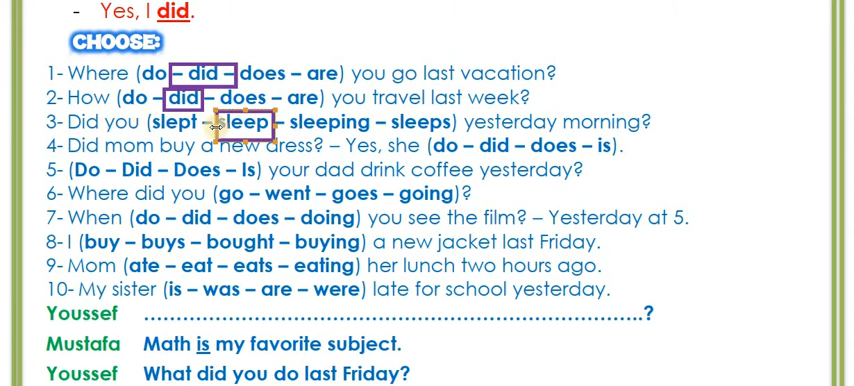 - Yes, I did.
CHOOSE:
1- Where (do – did – does – are) you go last vacation?
2- How (do – did – does – are) you travel last week?
3- Did you (slept – sleep – sleeping – sleeps) yesterday morning?
4- Did mom buy a new dress? – Yes, she (do – did – does – is).
5- (Do – Did – Does – Is) your dad drink coffee yesterday?
6- Where did you (go – went – goes – going)?
7- When (do – did – does – doing) you see the film? – Yesterday at 5.
8- I (buy – buys – bought – buying) a new jacket last Friday.
9- Mom (ate – eat – eats – eating) her lunch two hours ago.
10- My sister (is – was – are – were) late for school yesterday.
Youssef ……………………………………………………………..?
Mustafa Math is my favorite subject.
Youssef What did you do last Friday?